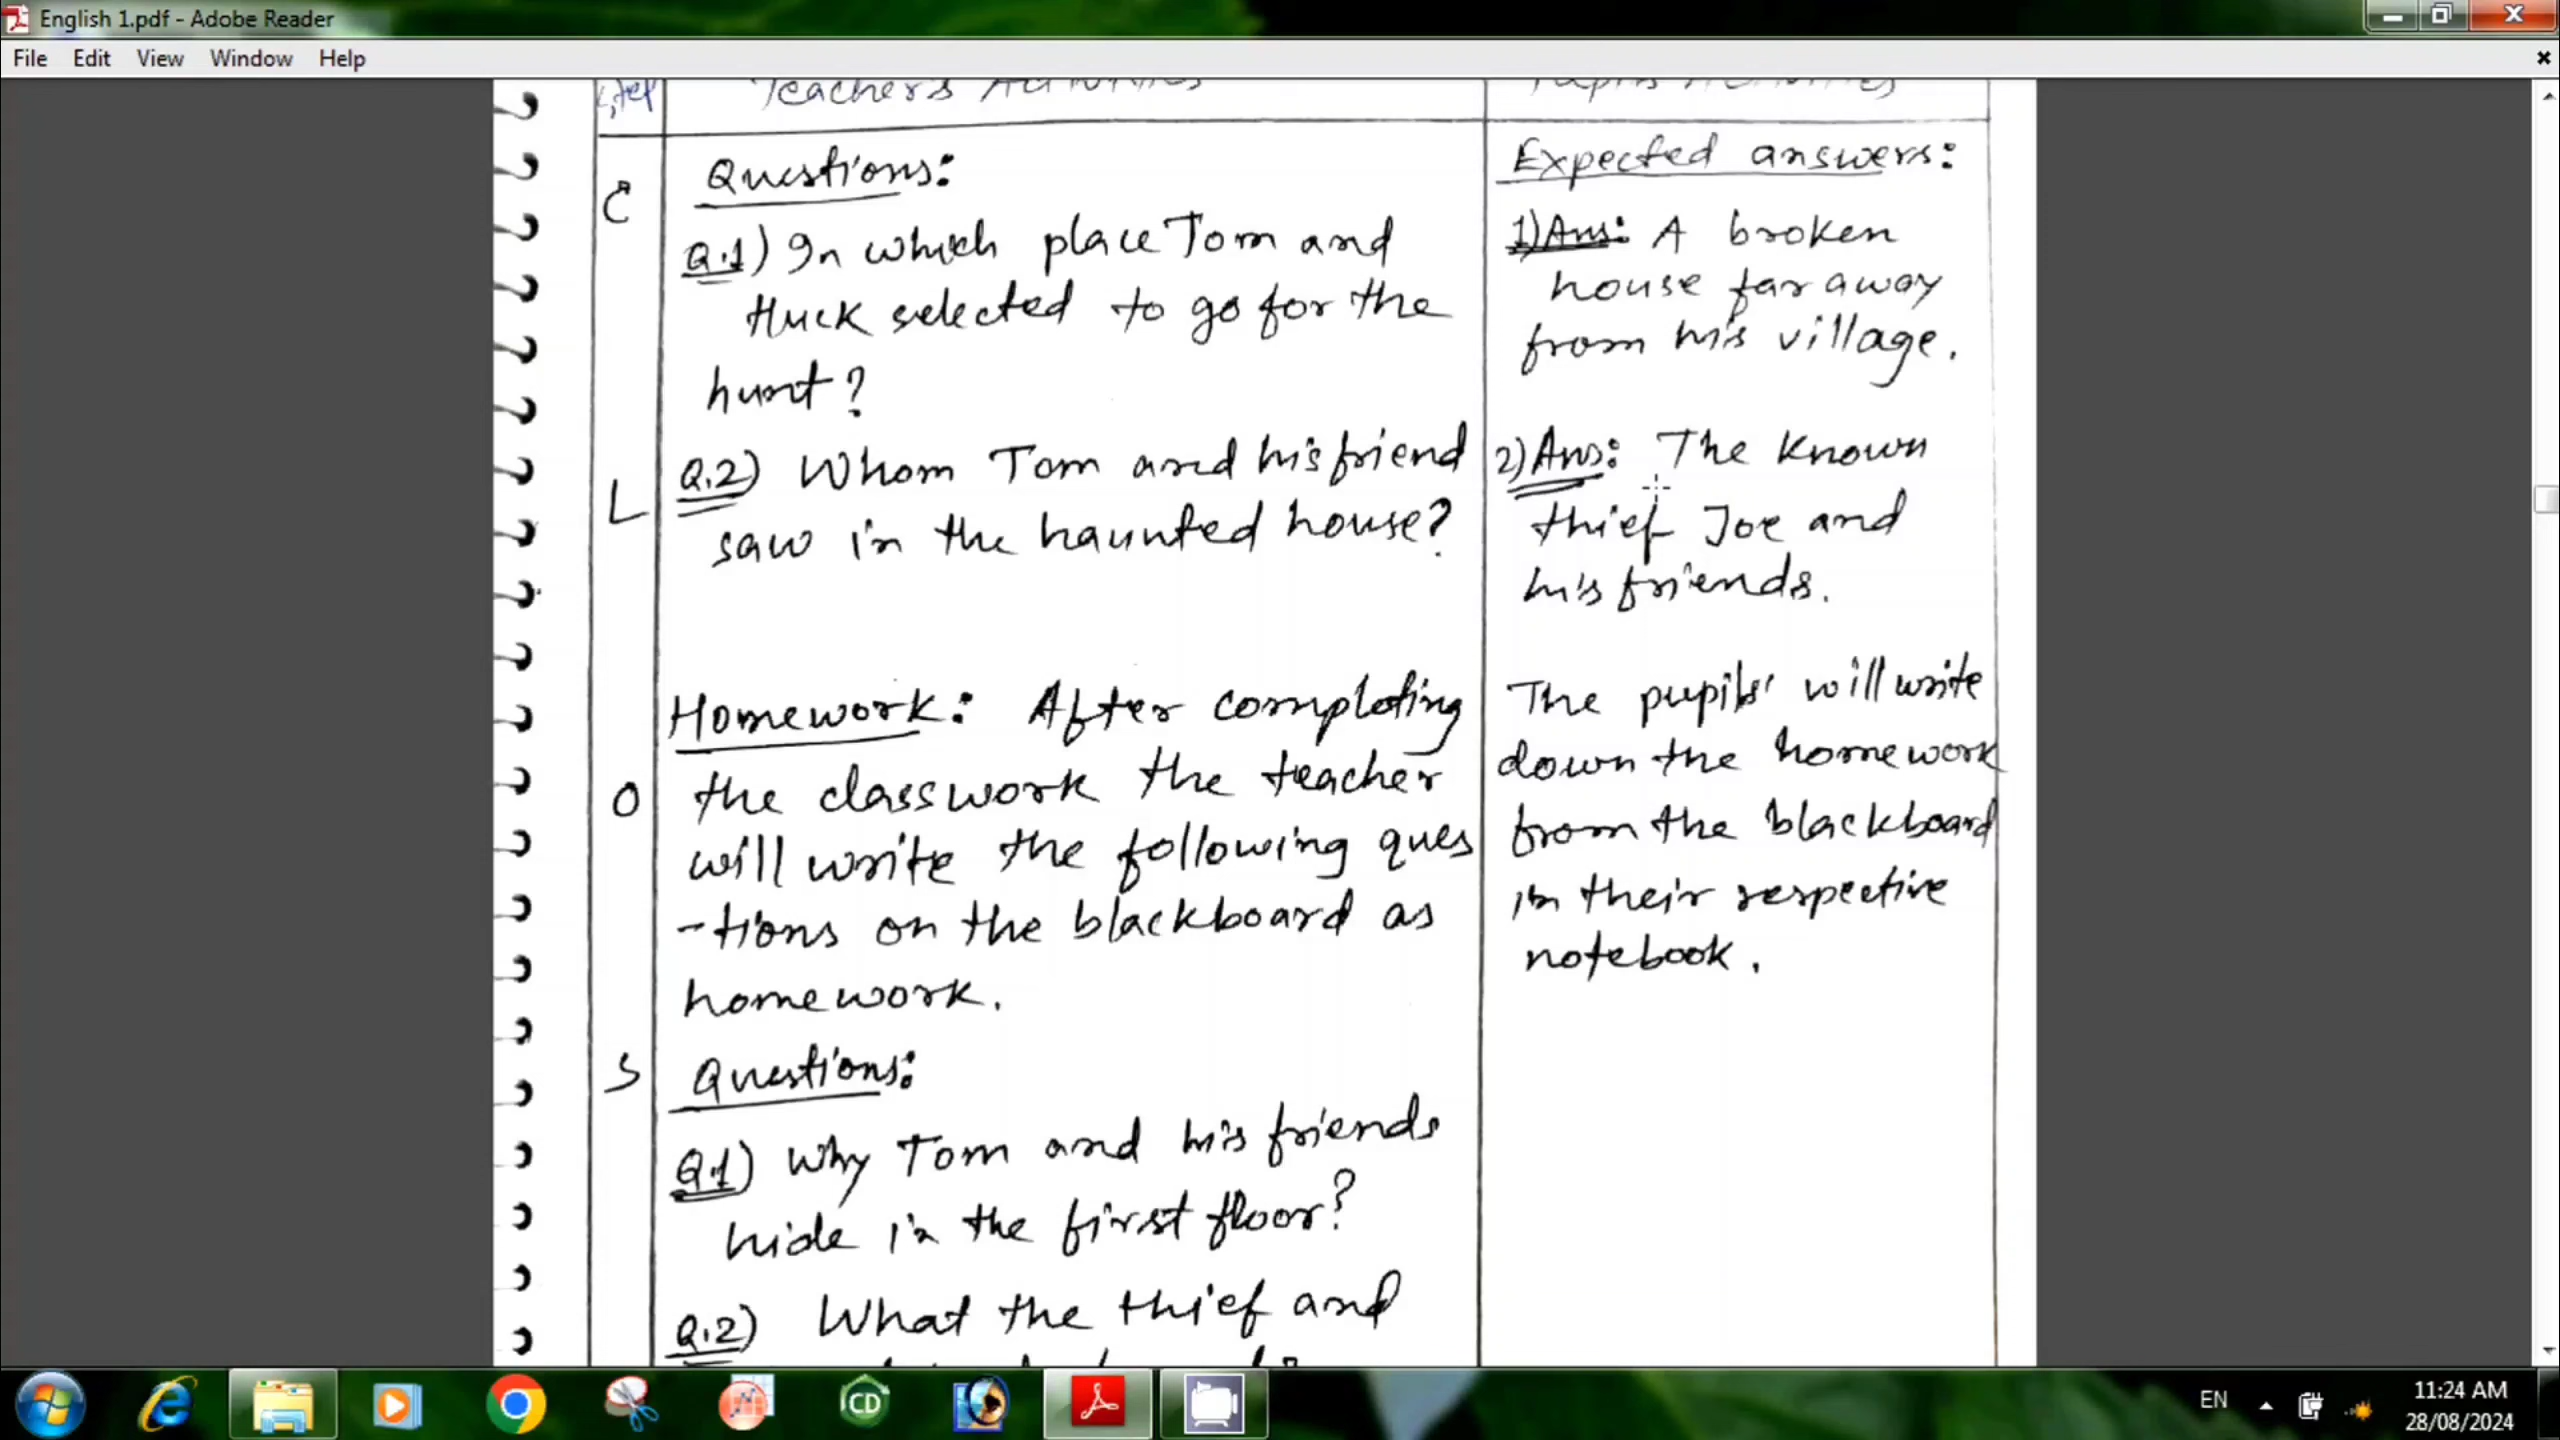 English 1.pdf - Adobe Reader
File Edit View Window Help
Teacher's Activities
Pupil's Activities
C
L
O
S
Questions:
Q.1) In which place Tom and
Huck selected to go for the
hunt?
Q.2) Whom Tom and his friend
saw in the haunted house?
Homework: After completing
the classwork the teacher
will write the following ques
-tions on the blackboard as
homework.
Questions:
Q.1) Why Tom and his friends
hide in the first floor?
Q.2) What the thief and
Expected answers:
1) Ans: A broken
house far away
from his village.
2) Ans: The known
thief Joe and
his friends.
The pupils' will write
down the homework
from the blackboard
in their respective
notebook.
CD
EN
11:24 AM
28/08/2024